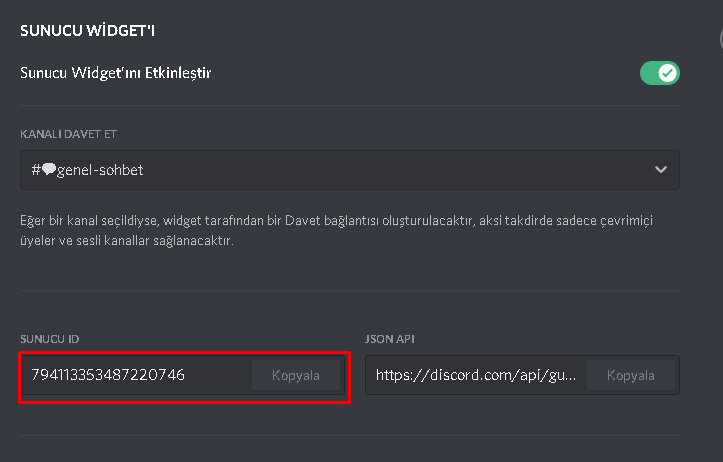 SUNUCU WİDGET'I
Sunucu Widget'ını Etkinleştir
KANALI DAVET ET
#💬genel-sohbet
Eğer bir kanal seçildiyse, widget tarafından bir Davet bağlantısı oluşturulacaktır, aksi takdirde sadece çevrimiçi
üyeler ve sesli kanallar sağlanacaktır.
SUNUCU ID
JSON API
794113353487220746 Kopyala
https://discord.com/api/gu... Kopyala